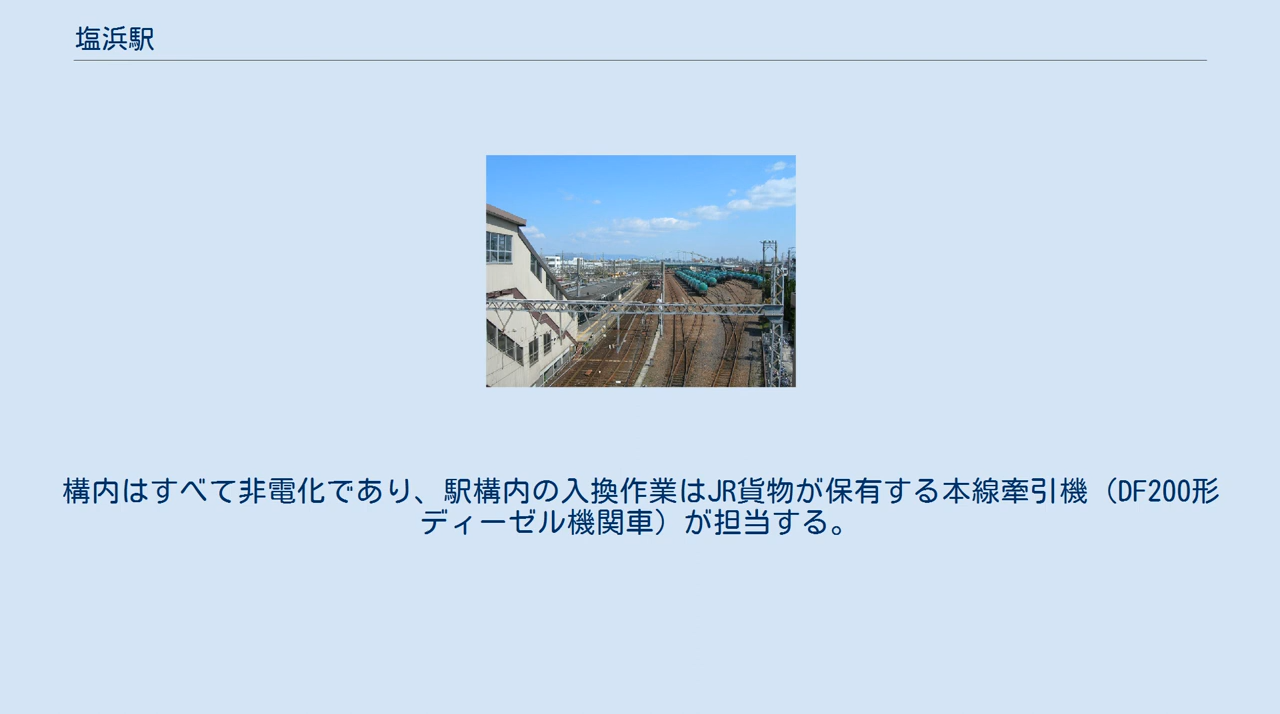 塩浜駅
構内はすべて非電化であり、駅構内の入換作業はJR貨物が保有する本線牽引機（DF200形
ディーゼル機関車）が担当する。